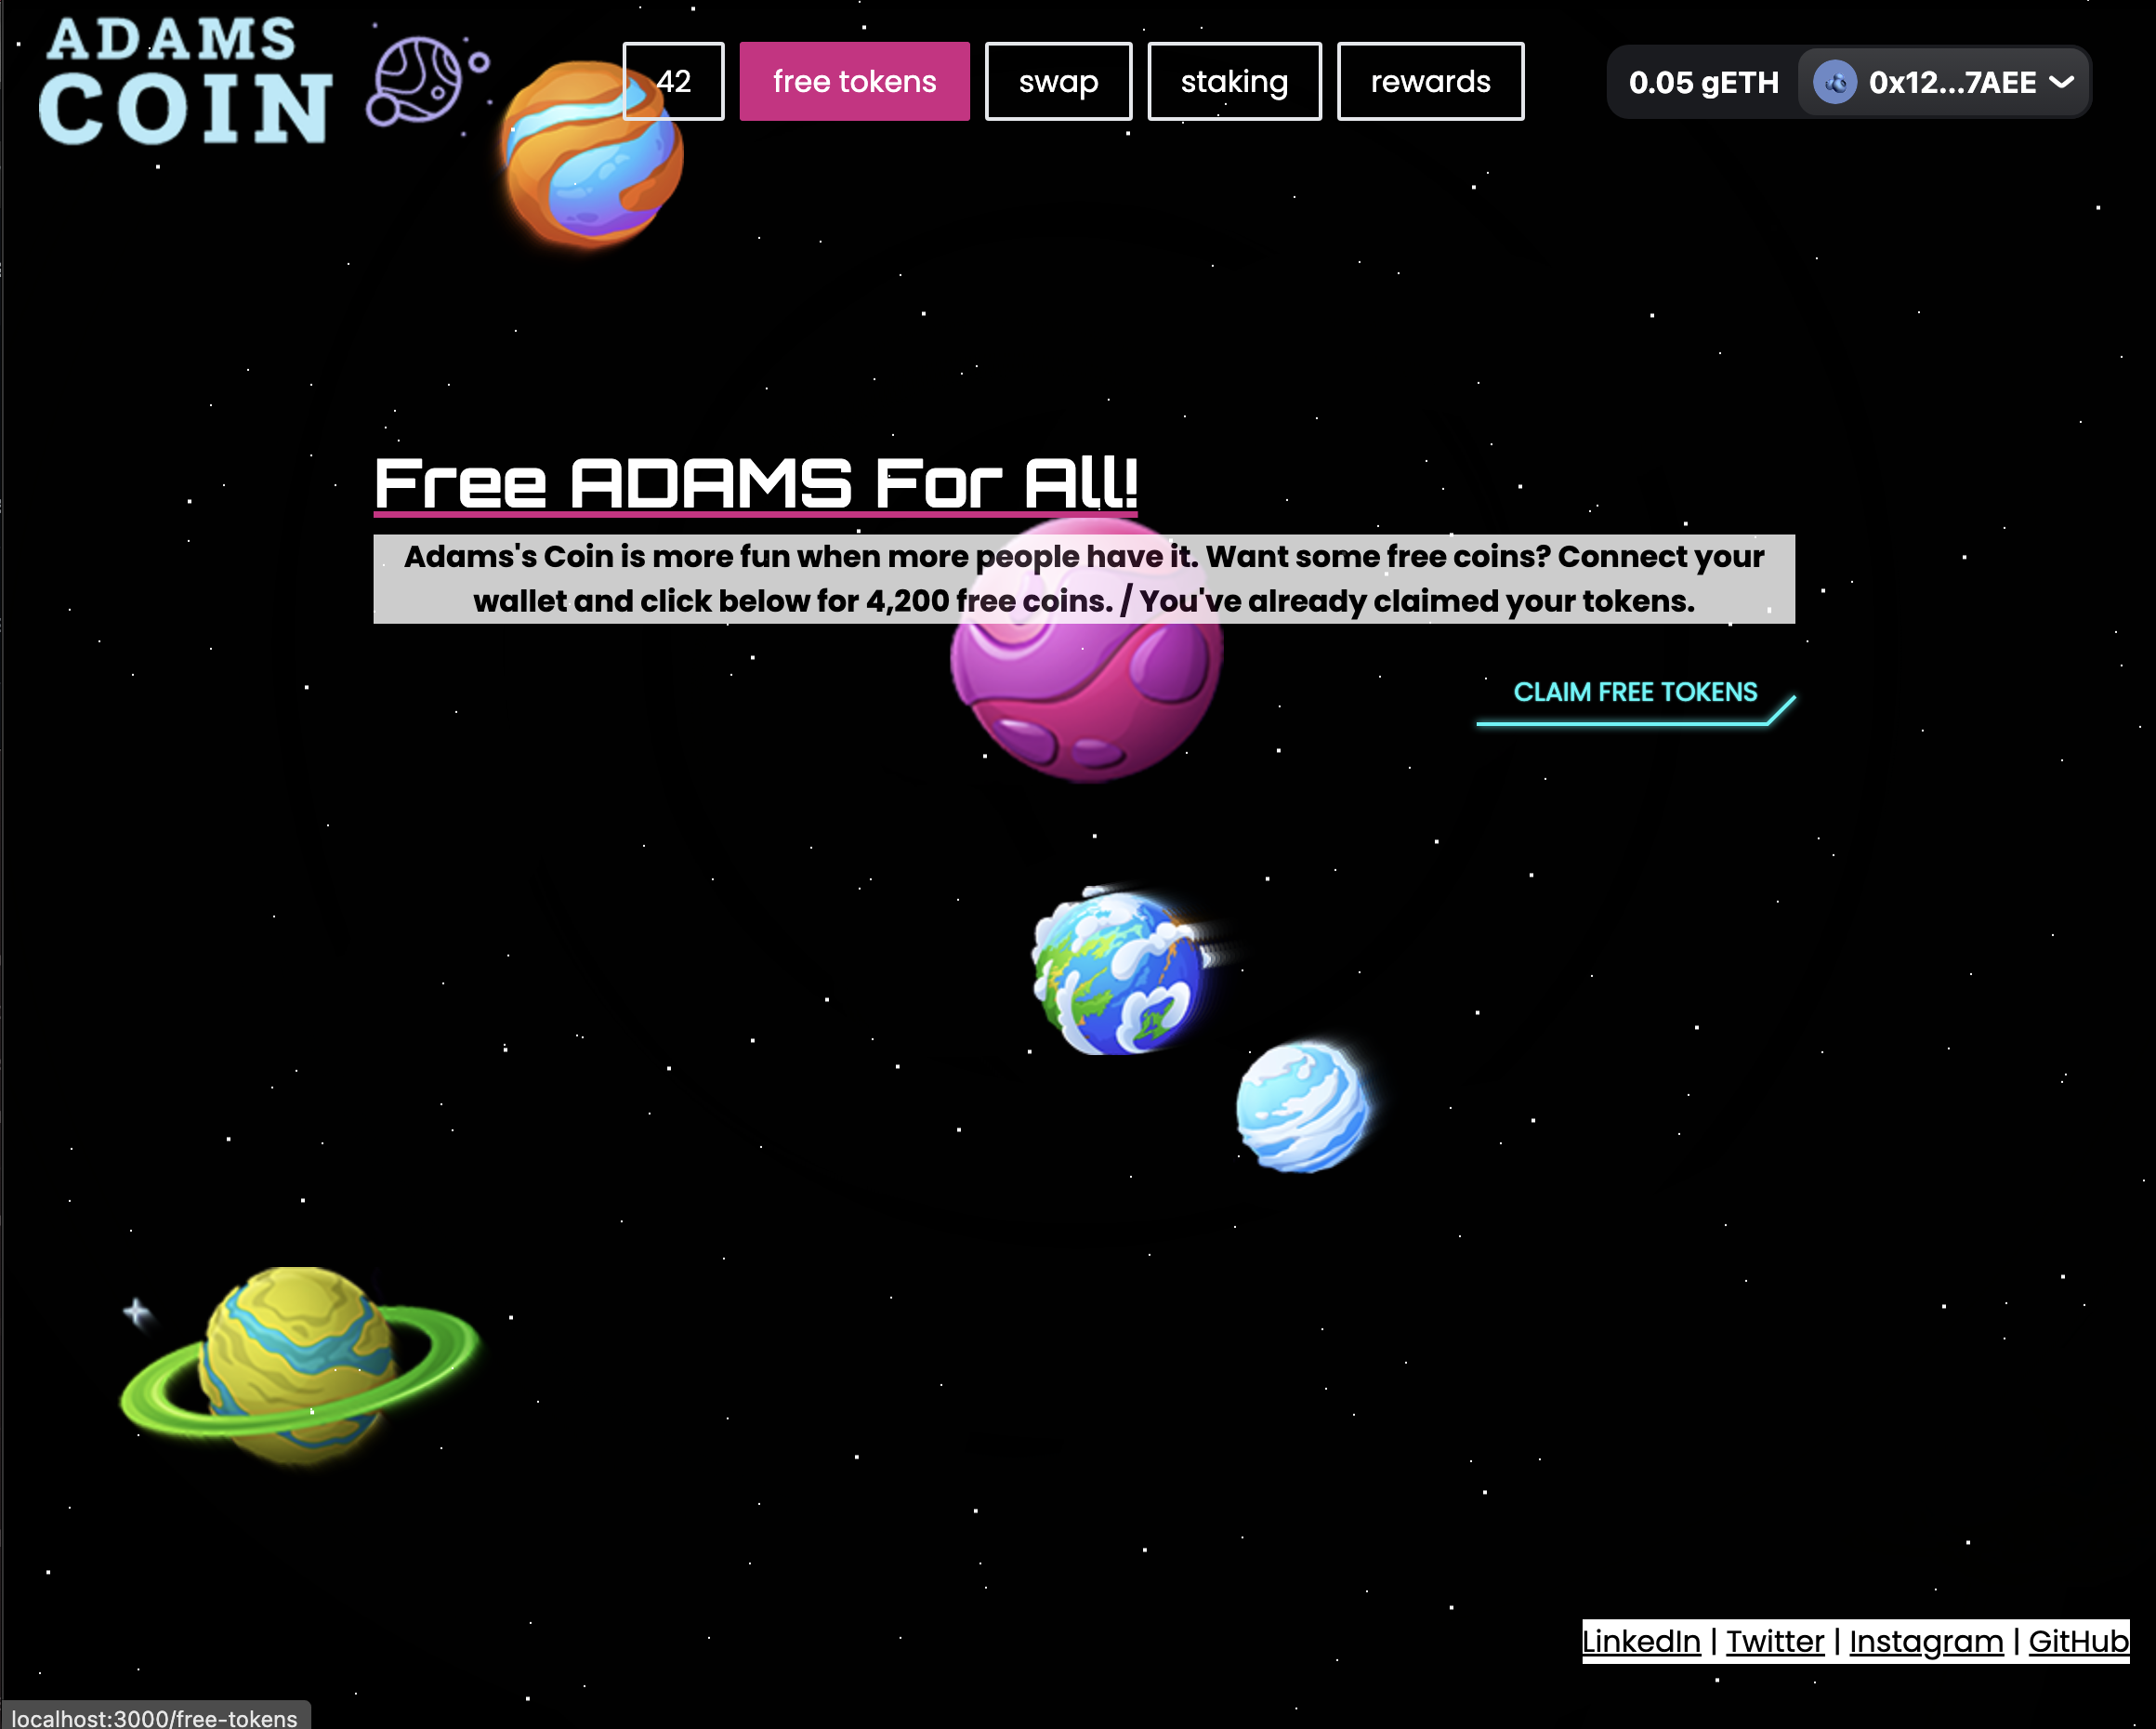 ADAMS
COIN
42
free tokens
swap
staking
rewards
0.05 gETH
0x12...7AEE
Free ADAMS For All!
Adams's Coin is more fun when more people have it. Want some free coins? Connect your
wallet and click below for 4,200 free coins. / You've already claimed your tokens.
CLAIM FREE TOKENS
LinkedIn | Twitter | Instagram | GitHub
localhost:3000/free-tokens